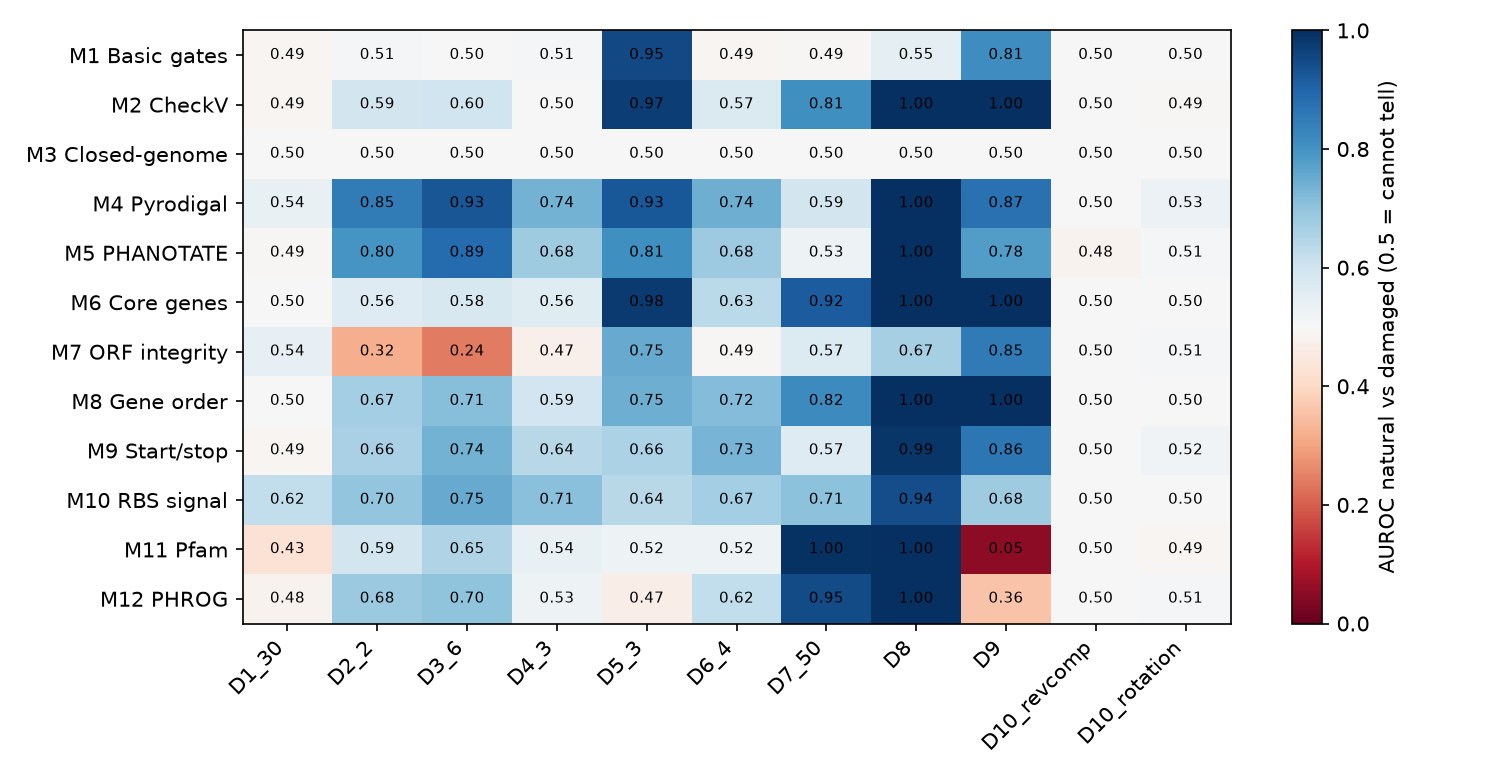 M1 Basic gates 0.49 0.51 0.50 0.51 0.95 0.49 0.49 0.55 0.81 0.50 0.50
M2 CheckV 0.49 0.59 0.60 0.50 0.97 0.57 0.81 1.00 1.00 0.50 0.49
M3 Closed-genome 0.50 0.50 0.50 0.50 0.50 0.50 0.50 0.50 0.50 0.50 0.50
M4 Pyrodigal 0.54 0.85 0.93 0.74 0.93 0.74 0.59 1.00 0.87 0.50 0.53
M5 PHANOTATE 0.49 0.80 0.89 0.68 0.81 0.68 0.53 1.00 0.78 0.48 0.51
M6 Core genes 0.50 0.56 0.58 0.56 0.98 0.63 0.92 1.00 1.00 0.50 0.50
M7 ORF integrity 0.54 0.32 0.24 0.47 0.75 0.49 0.57 0.67 0.85 0.50 0.51
M8 Gene order 0.50 0.67 0.71 0.59 0.75 0.72 0.82 1.00 1.00 0.50 0.50
M9 Start/stop 0.49 0.66 0.74 0.64 0.66 0.73 0.57 0.99 0.86 0.50 0.52
M10 RBS signal 0.62 0.70 0.75 0.71 0.64 0.67 0.71 0.94 0.68 0.50 0.50
M11 Pfam 0.43 0.59 0.65 0.54 0.52 0.52 1.00 1.00 0.05 0.50 0.49
M12 PHROG 0.48 0.68 0.70 0.53 0.47 0.62 0.95 1.00 0.36 0.50 0.51
D1_30 D2_2 D3_6 D4_3 D5_3 D6_4 D7_50 D8 D9 D10_revcomp D10_rotation
1.0
0.8
0.6
0.4
0.2
0.0
AUROC natural vs damaged (0.5 = cannot tell)